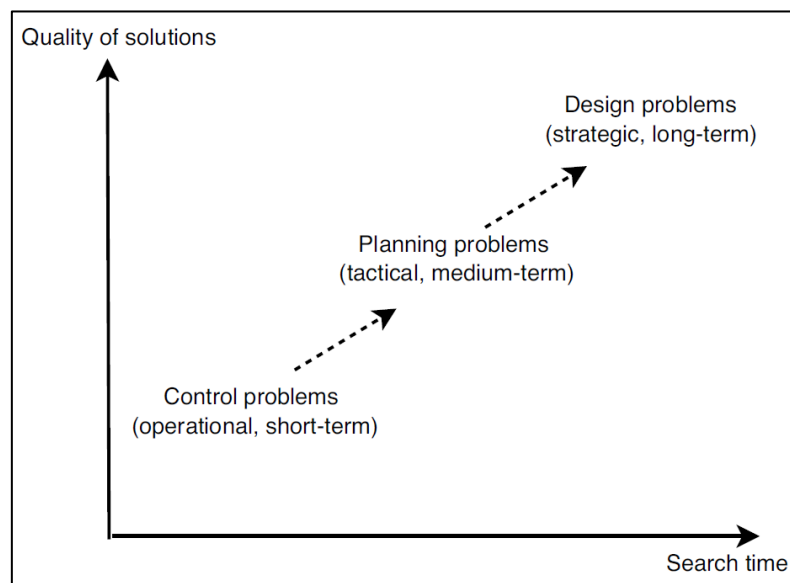 Quality of solutions
Design problems
(strategic, long-term)
Planning problems
(tactical, medium-term)
Control problems
(operational, short-term)
Search time